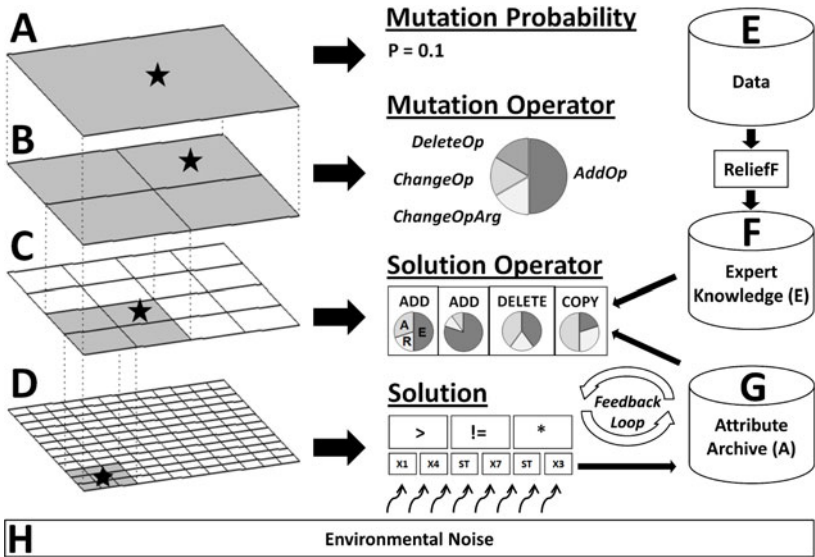 A
Mutation Probability
P = 0.1
B
Mutation Operator
DeleteOp
ChangeOp
ChangeOpArg
AddOp
C
Solution Operator
ADD ADD DELETE COPY
A E R
D
Solution
> != *
X1 X4 ST X7 ST X3
Feedback
Loop
E
Data
ReliefF
F
Expert
Knowledge (E)
G
Attribute
Archive (A)
H
Environmental Noise